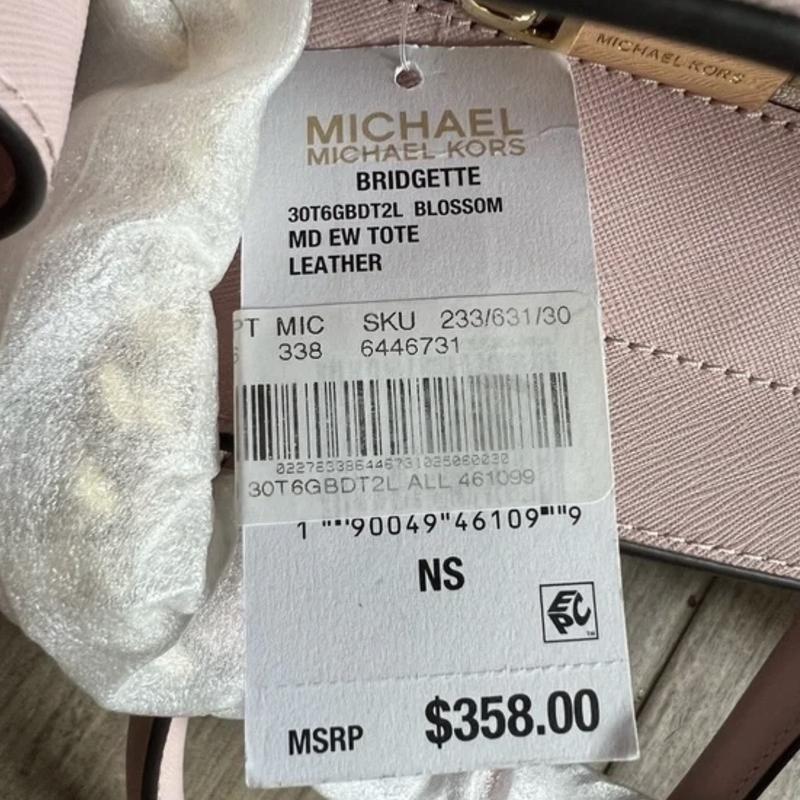 MICHAEL KORS
MICHAEL
MICHAEL KORS
BRIDGETTE
30T6GBDT2L BLOSSOM
MD EW TOTE
LEATHER
PT MIC SKU 233/631/30
338 6446731
30T6GBDT2L ALL 461099
1 90049 46109 9
NS
EPC
MSRP $358.00